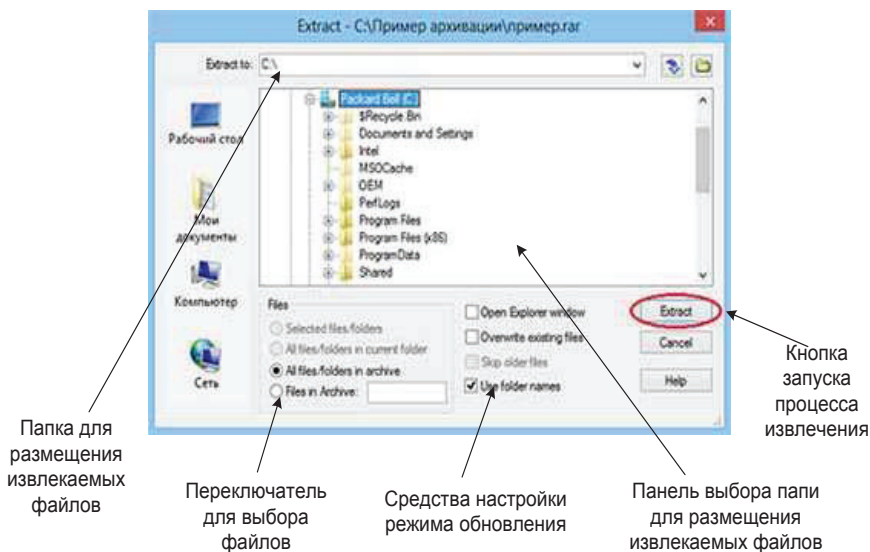 Extract - C:\Пример архивации\пример.rar
Extract to: C:\
Рабочий стол
Мои
документы
Компьютер
Сеть
Packard Bell (C:)
$Recycle.Bin
Documents and Settings
Intel
MSOCache
OEM
PerfLogs
Program Files
Program Files (x86)
ProgramData
Shared
Files
Selected files/folders
All files/folders in current folder
All files/folders in archive
Files in Archive:
Open Explorer window
Overwrite existing files
Skip older files
Use folder names
Extract
Cancel
Help
Папка для
размещения
извлекаемых
файлов
Переключатель
для выбора
файлов
Средства настройки
режима обновления
Панель выбора папи
для размещения
извлекаемых файлов
Кнопка
запуска
процесса
извлечения